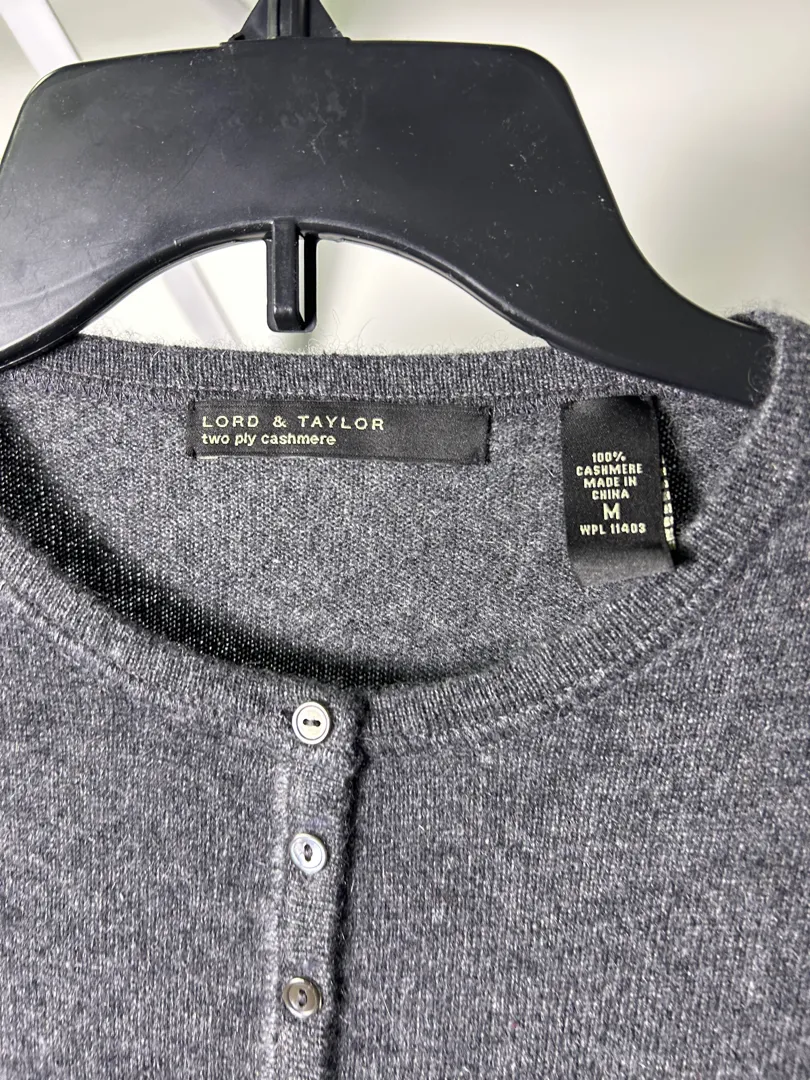 LORD & TAYLOR
two ply cashmere
100%
CASHMERE
MADE IN
CHINA
M
WPL 11403